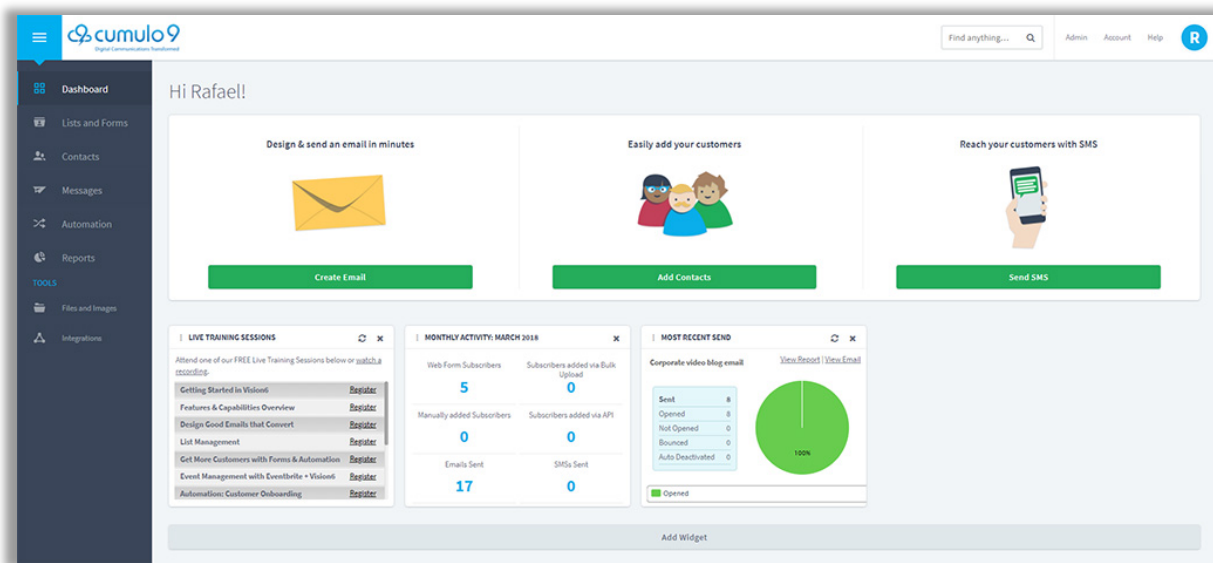 cumulo9
Digital Communications Transformed
Find anything...
Admin
Account
Help
R
Dashboard
Lists and Forms
Contacts
Messages
Automation
Reports
TOOLS
Files and Images
Integrations
Hi Rafael!
Design & send an email in minutes
Create Email
Easily add your customers
Add Contacts
Reach your customers with SMS
Send SMS
LIVE TRAINING SESSIONS
Attend one of our FREE Live Training Sessions below or watch a
recording.
Getting Started in Vision6 Register
Features & Capabilities Overview Register
Design Good Emails that Convert Register
List Management Register
Get More Customers with Forms & Automation Register
Event Management with Eventbrite + Vision6 Register
Automation: Customer Onboarding Register
MONTHLY ACTIVITY: MARCH 2018
Web Form Subscribers
5
Subscribers added via Bulk
Upload
0
Manually added Subscribers
0
Subscribers added via API
0
Emails Sent
17
SMSs Sent
0
MOST RECENT SEND
Corporate video blog email
View Report | View Email
Sent 8
Opened 8
Not Opened 0
Bounced 0
Auto Deactivated 0
100%
Opened
Add Widget